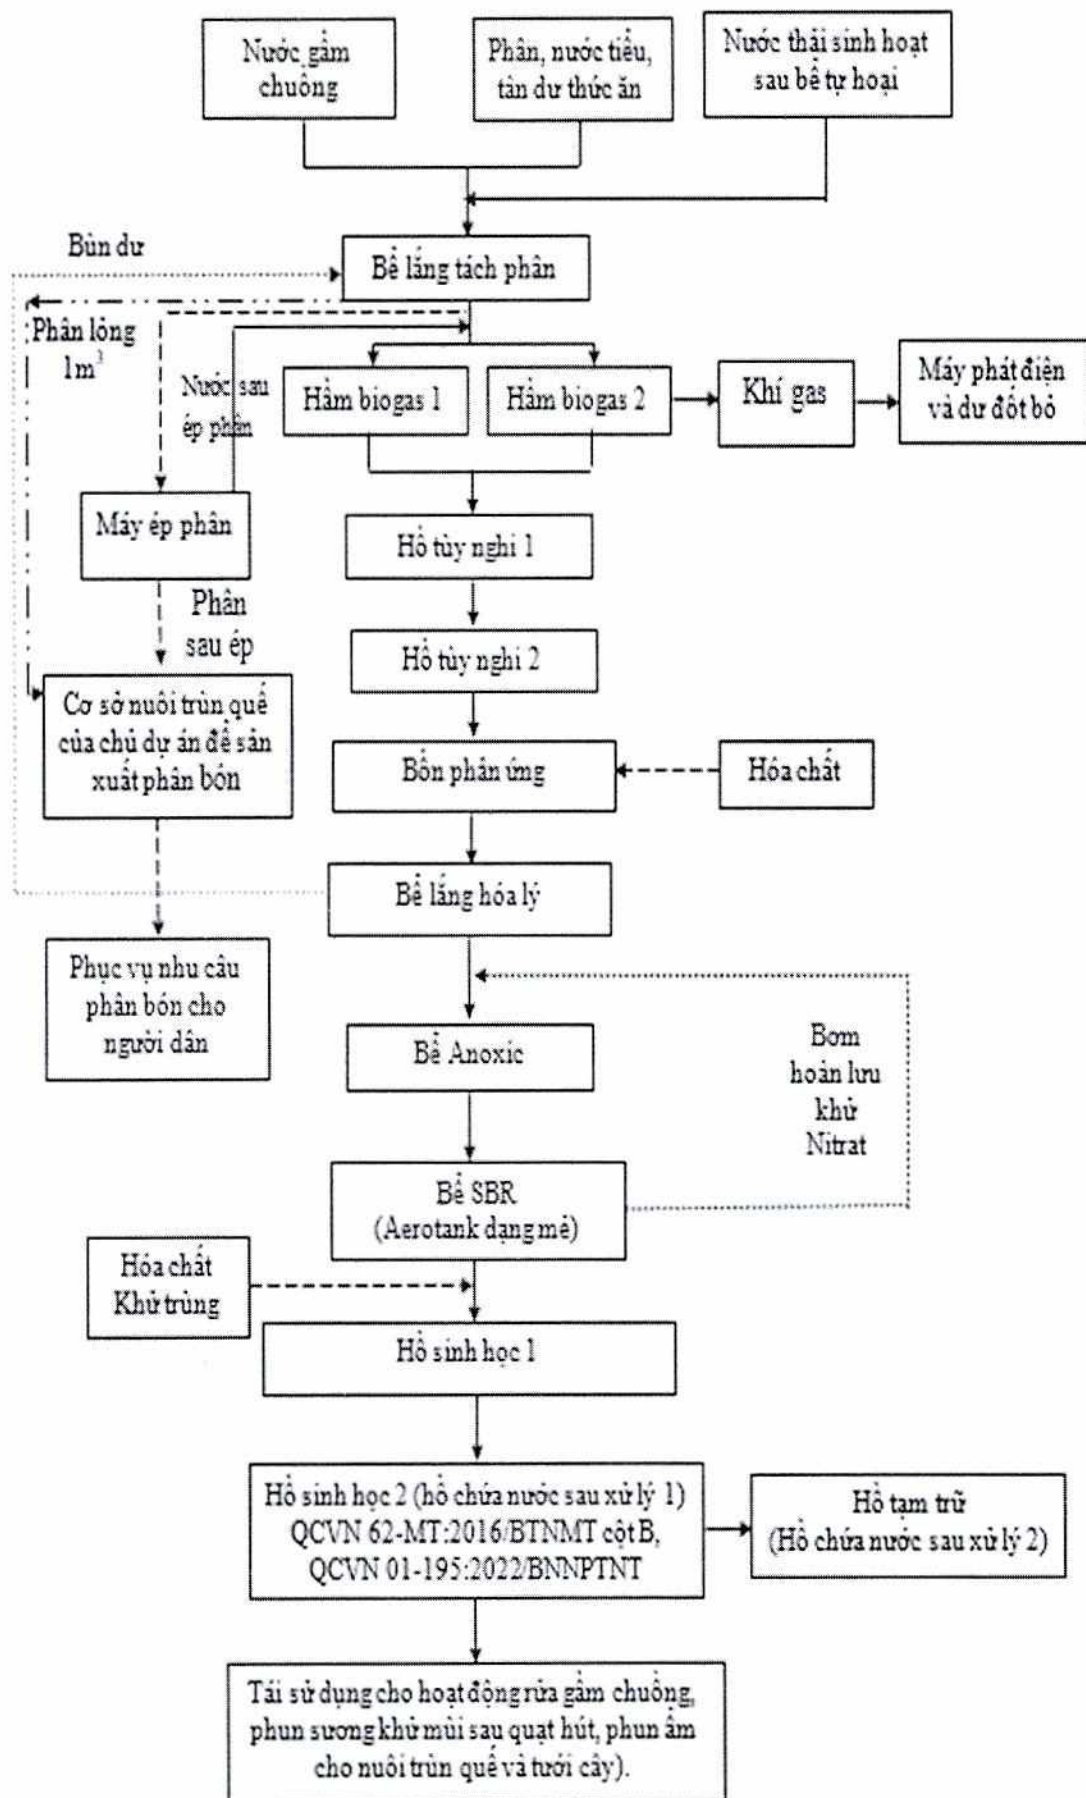 Nước gầm
chuồng
Phân, nước tiểu,
tàn dư thức ăn
Nước thải sinh hoạt
sau bể tự hoại
Bùn dư
Bể lắng tách phân
Phân lỏng
1m³
Nước sau
ép phân
Hầm biogas 1
Hầm biogas 2
Khí gas
Máy phát điện
và dư đốt bỏ
Máy ép phân
Hồ tùy nghi 1
Phân
sau ép
Hồ tùy nghi 2
Cơ sở nuôi trùn quế
của chủ dự án để sản
xuất phân bón
Bồn phản ứng
Hóa chất
Bể lắng hóa lý
Phục vụ nhu cầu
phân bón cho
người dân
Bể Anoxic
Bơm
hoàn lưu
khử
Nitrat
Bể SBR
(Aerotank dạng mẻ)
Hóa chất
Khử trùng
Hồ sinh học 1
Hồ sinh học 2 (hồ chứa nước sau xử lý 1)
QCVN 62-MT:2016/BTNMT cột B,
QCVN 01-195:2022/BNNPTNT
Hồ tạm trữ
(Hồ chứa nước sau xử lý 2)
Tái sử dụng cho hoạt động rửa gầm chuồng,
phun sương khử mùi sau quạt hút, phun ẩm
cho nuôi trùn quế và tưới cây).